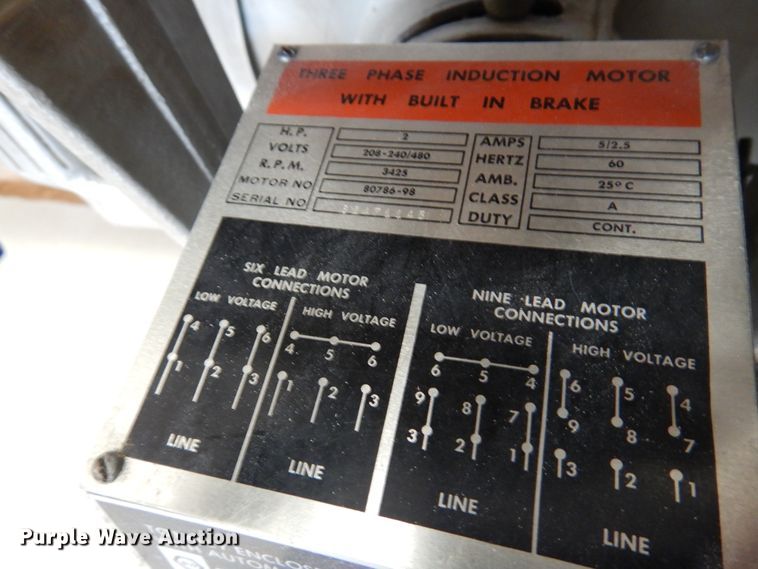 THREE PHASE INDUCTION MOTOR
WITH BUILT IN BRAKE
H.P. 2 AMPS 5/2.5
VOLTS 208-240/480 HERTZ 60
R.P.M. 3425 AMB. 25° C
MOTOR NO 80786-98 CLASS A
SERIAL NO DUTY CONT.
SIX LEAD MOTOR
CONNECTIONS
LOW VOLTAGE HIGH VOLTAGE
4 5 6
1 2 3
LINE
4 5 6
1 2 3
LINE
NINE LEAD MOTOR
CONNECTIONS
LOW VOLTAGE HIGH VOLTAGE
6 5 4
9 8 7
3 2 1
LINE
6 5 4
9 8 7
3 2 1
LINE
ENCLOS
AUTOM
Purple Wave Auction